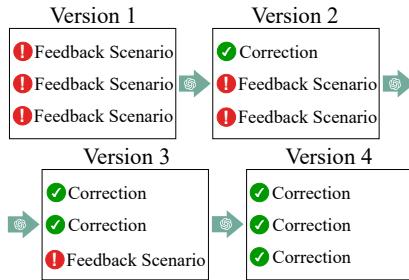 Version 1
Feedback Scenario
Feedback Scenario
Feedback Scenario
Version 2
Correction
Feedback Scenario
Feedback Scenario
Version 3
Correction
Correction
Feedback Scenario
Version 4
Correction
Correction
Correction